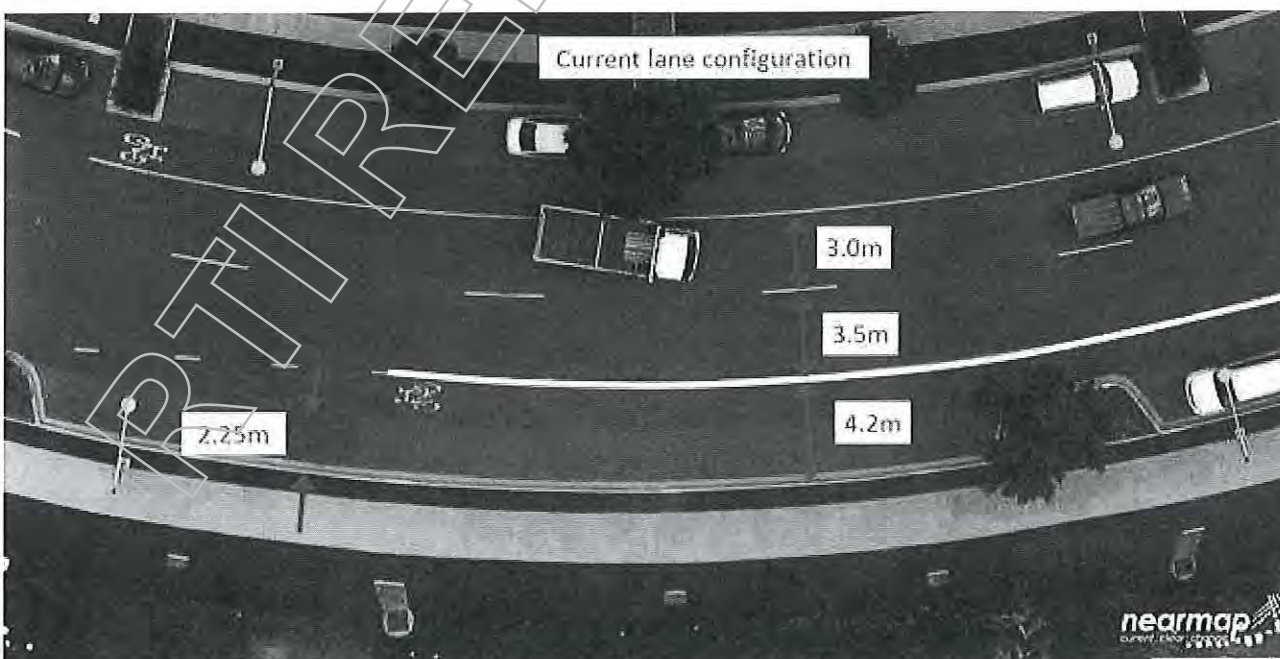 Current lane configuration
3.0m
3.5m
4.2m
2.25m
RTI RE
nearmap